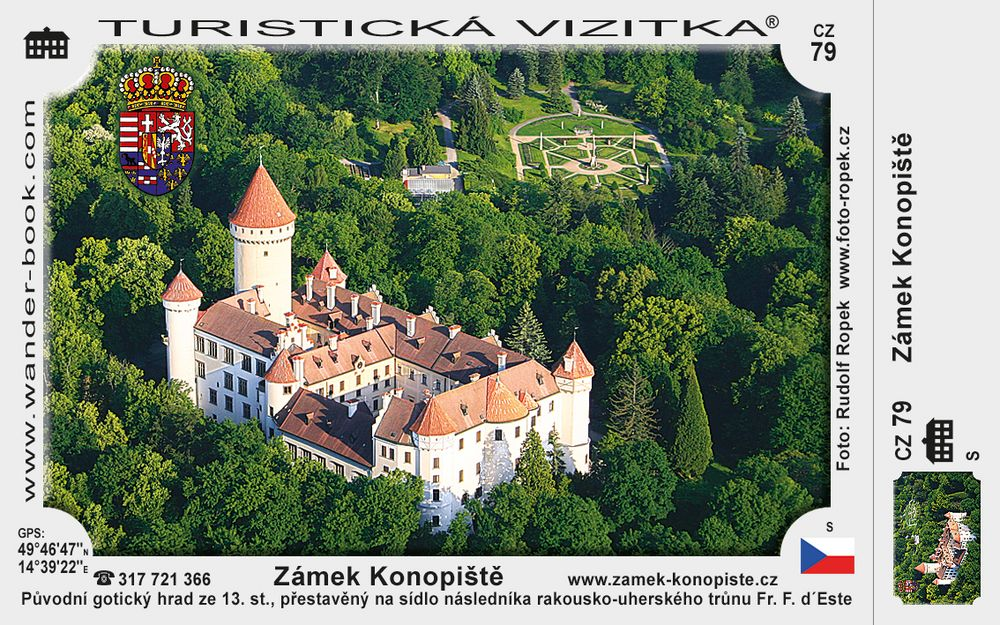 TURISTICKÁ VIZITKA®
CZ
79
www.wander-book.com
Foto: Rudolf Ropek www.foto-ropek.cz
S
GPS:
49°46'47"N
14°39'22"E
☎ 317 721 366
Zámek Konopiště
www.zamek-konopiste.cz
Původní gotický hrad ze 13. st., přestavěný na sídlo následníka rakousko-uherského trůnu Fr. F. d´Este
CZ 79 Zámek Konopiště
S